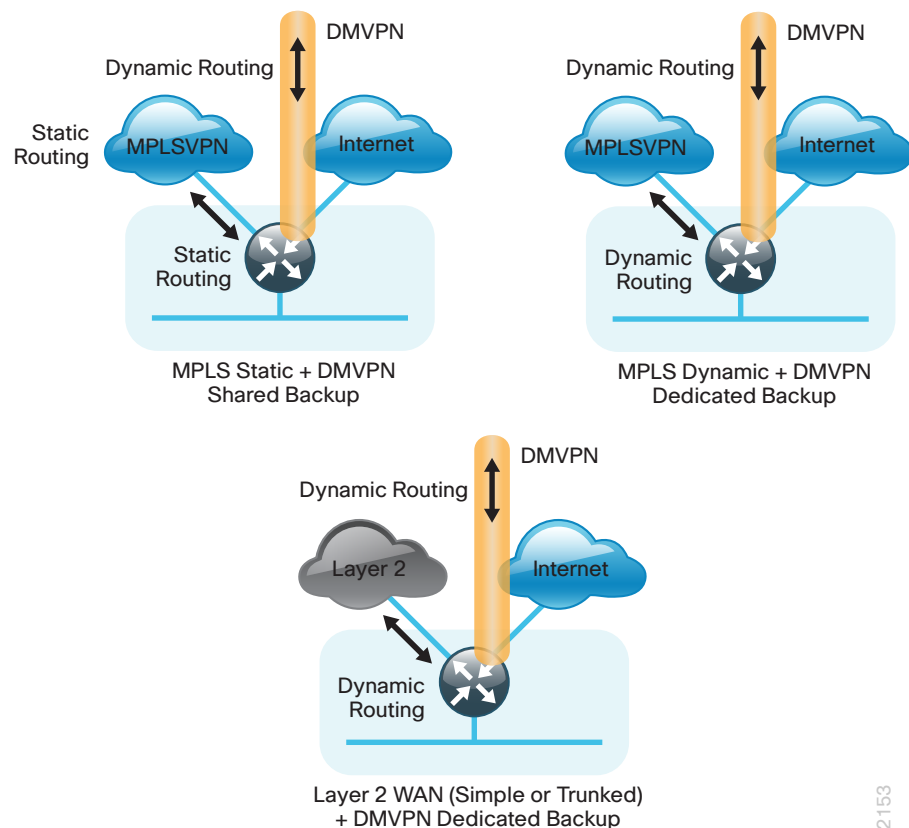 DMVPN
Dynamic Routing
Static
Routing
MPLSVPN
Internet
Static
Routing
MPLS Static + DMVPN
Shared Backup
DMVPN
Dynamic Routing
MPLSVPN
Internet
Dynamic
Routing
MPLS Dynamic + DMVPN
Dedicated Backup
DMVPN
Dynamic Routing
Layer 2
Internet
Dynamic
Routing
Layer 2 WAN (Simple or Trunked)
+ DMVPN Dedicated Backup
2153